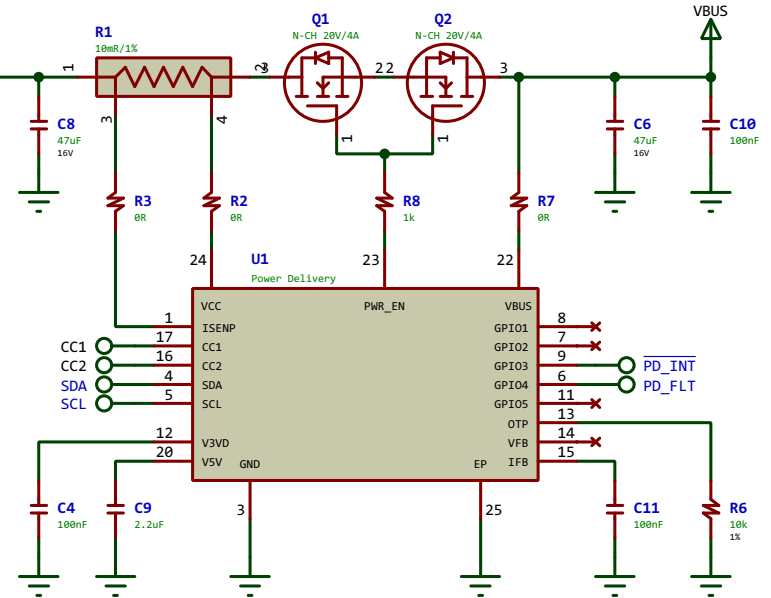 VBUS
Q1
Q2
N-CH 20V/4A
N-CH 20V/4A
R1
10mR/1%
1
2
3
2
2
3
3
4
1
1
C8
47uF
16V
C6
47uF
16V
C10
100nF
R3
0R
R2
0R
R8
1k
R7
0R
24
23
22
U1
Power Delivery
VCC
PWR_EN
VBUS
1
ISENP
GPIO1
8
CC1
17
CC1
GPIO2
7
CC2
16
CC2
GPIO3
9
PD_INT
SDA
4
SDA
GPIO4
6
PD_FLT
SCL
5
SCL
GPIO5
11
OTP
13
12
V3VD
VFB
14
20
V5V
IFB
15
GND
EP
3
25
C4
100nF
C9
2.2uF
C11
100nF
R6
10k
1%